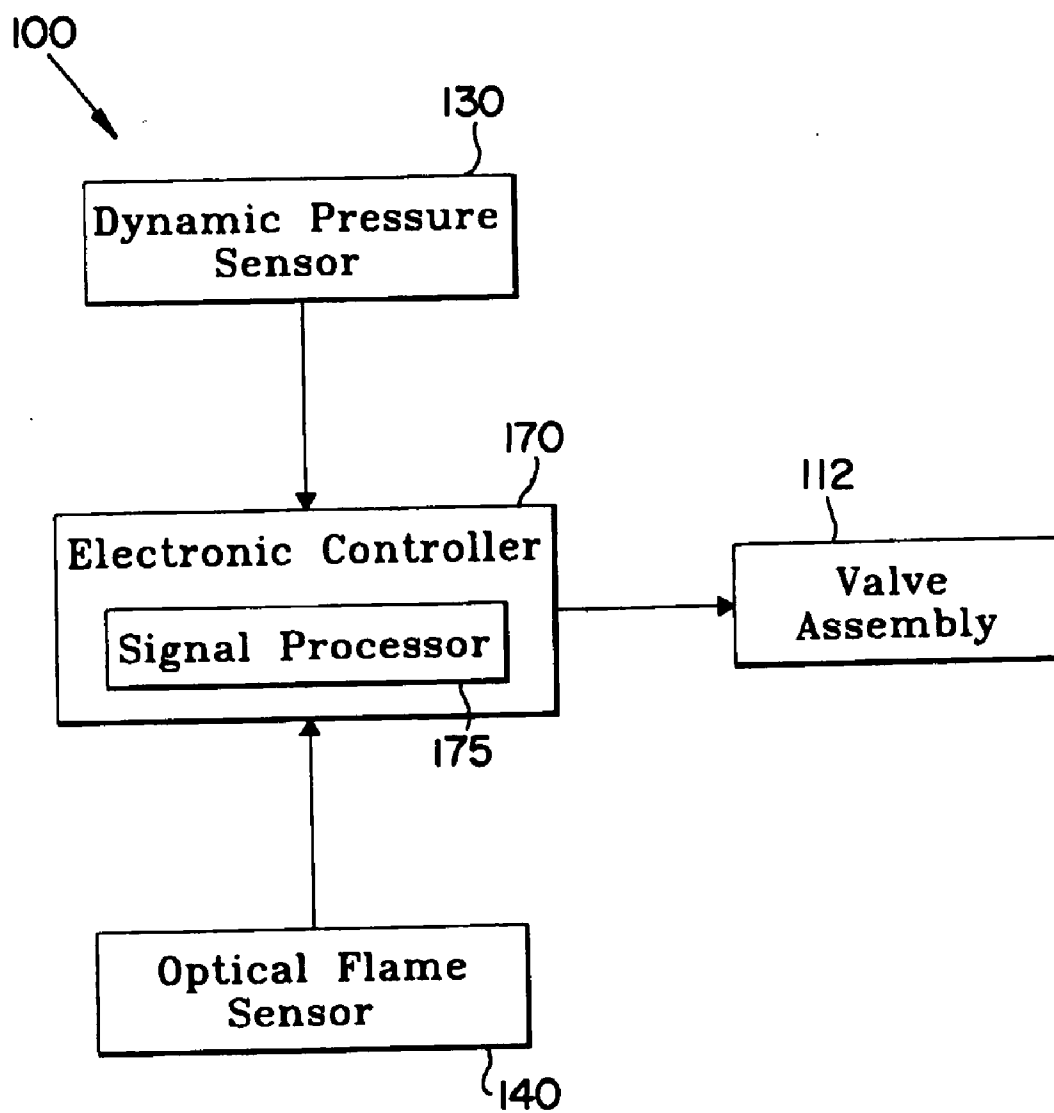 100
130
Dynamic Pressure
Sensor
170
Electronic Controller
Signal Processor
175
112
Valve
Assembly
Optical Flame
Sensor
140